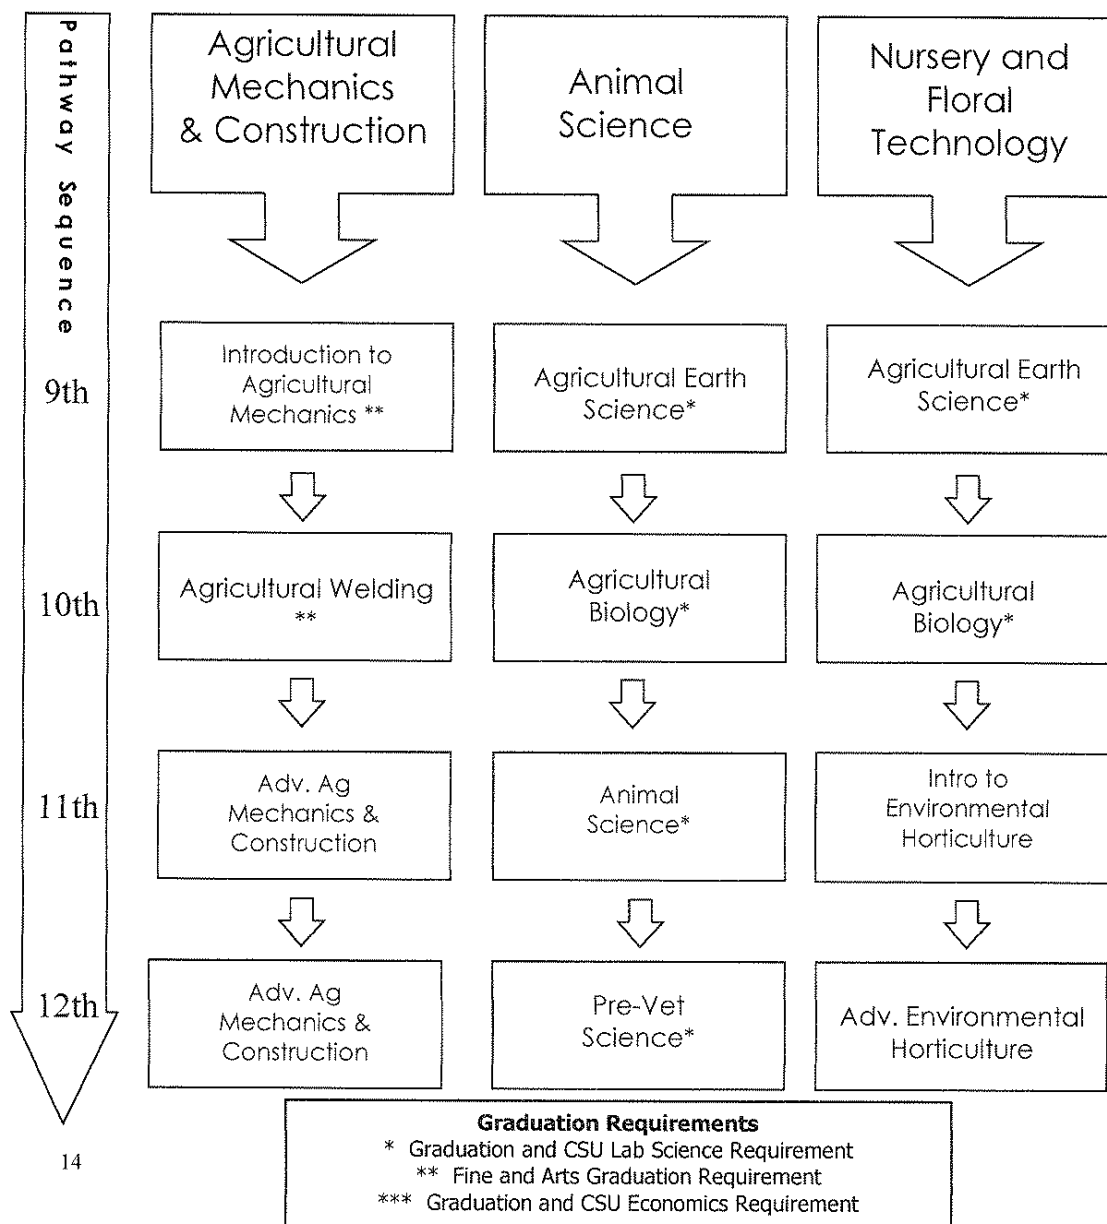 Pathway Sequence
Agricultural
Mechanics
& Construction
Animal
Science
Nursery and
Floral
Technology
9th
Introduction to
Agricultural
Mechanics **
Agricultural Earth
Science*
Agricultural Earth
Science*
10th
Agricultural Welding
**
Agricultural
Biology*
Agricultural
Biology*
11th
Adv. Ag
Mechanics &
Construction
Animal
Science*
Intro to
Environmental
Horticulture
12th
Adv. Ag
Mechanics &
Construction
Pre-Vet
Science*
Adv. Environmental
Horticulture
Graduation Requirements
* Graduation and CSU Lab Science Requirement
** Fine and Arts Graduation Requirement
*** Graduation and CSU Economics Requirement
14